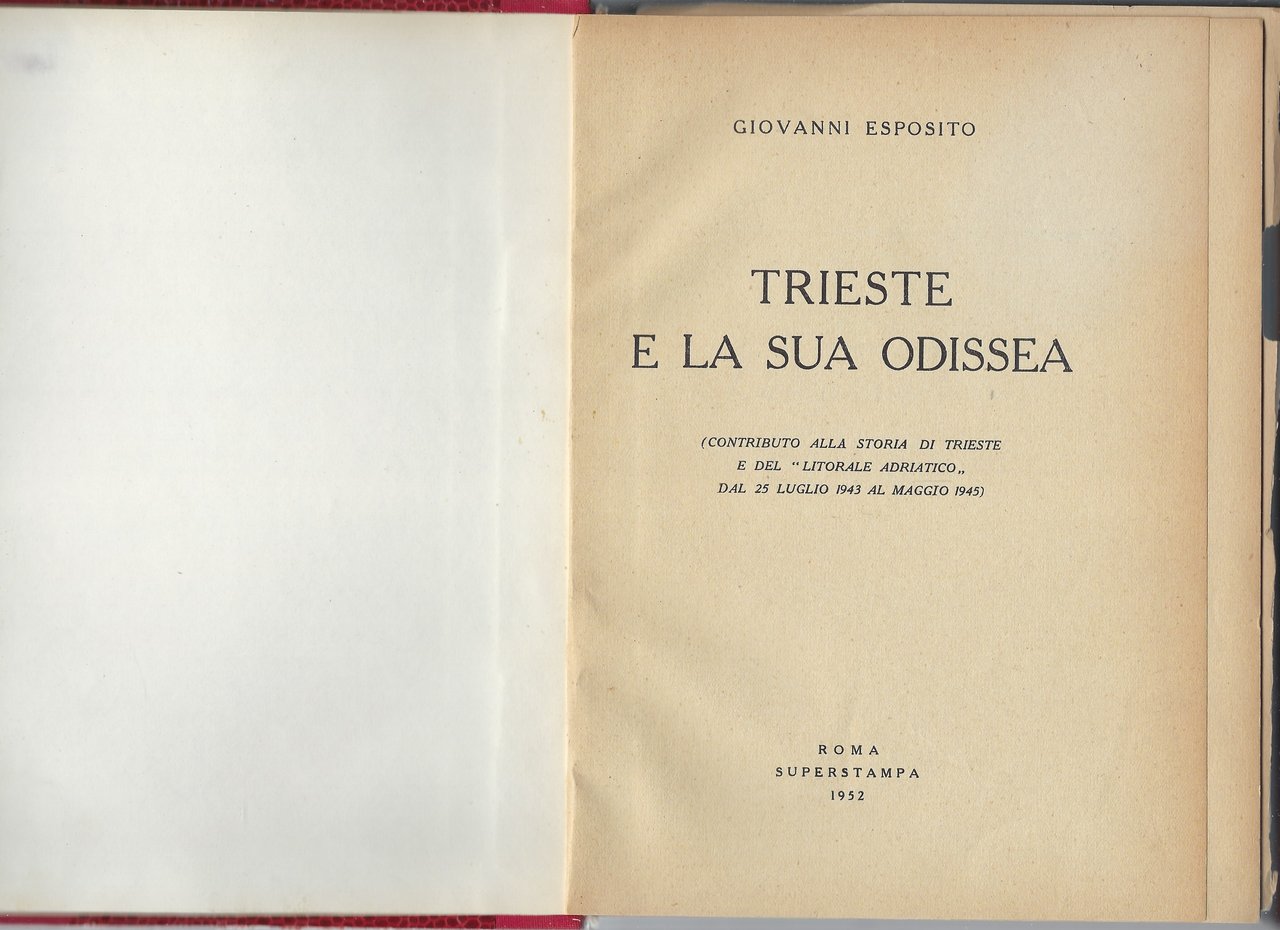 GIOVANNI ESPOSITO
TRIESTE
E LA SUA ODISSEA
(CONTRIBUTO ALLA STORIA DI TRIESTE
E DEL “LITORALE ADRIATICO„
DAL 25 LUGLIO 1943 AL MAGGIO 1945)
ROMA
SUPERSTAMPA
1952